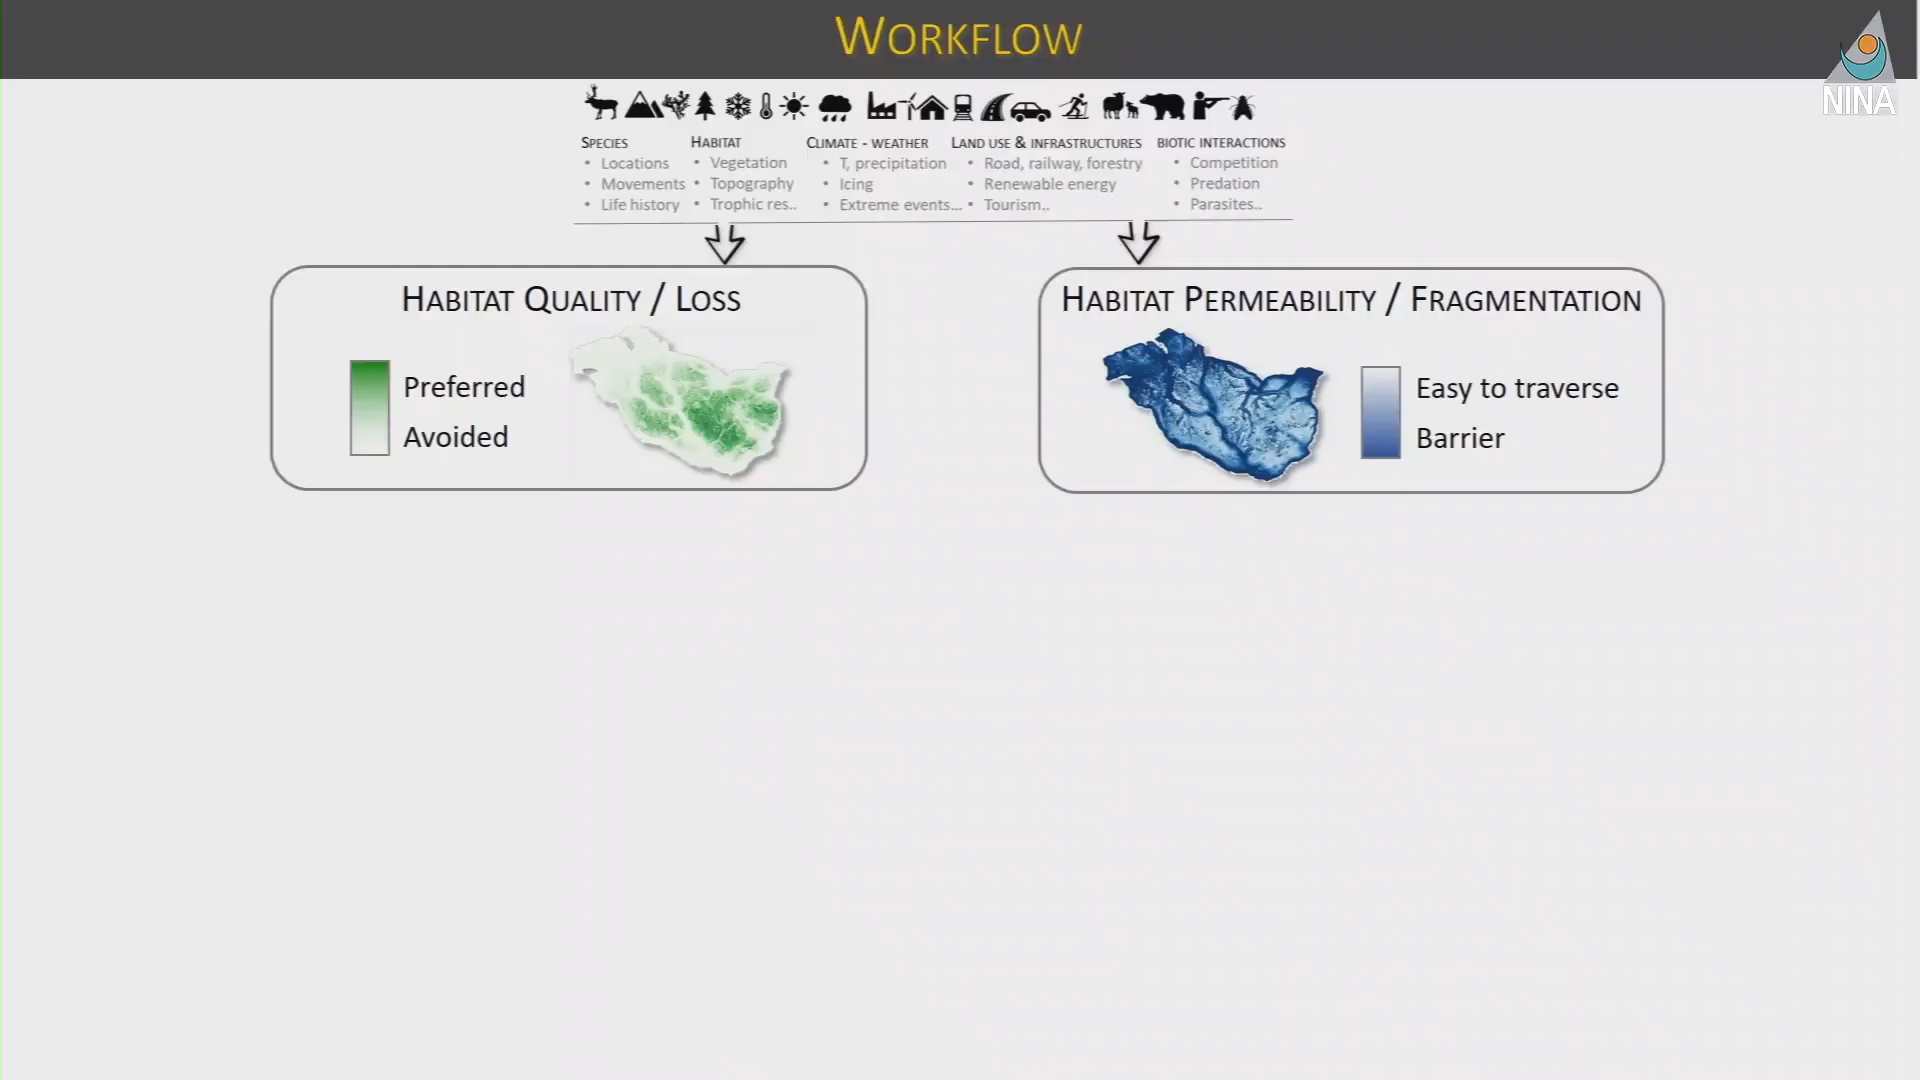 WORKFLOW
NINA
SPECIES
• Locations
• Movements
• Life history
HABITAT
• Vegetation
• Topography
• Trophic res..
CLIMATE - WEATHER
• T, precipitation
• Icing
• Extreme events...
LAND USE & INFRASTRUCTURES
• Road, railway, forestry
• Renewable energy
• Tourism..
BIOTIC INTERACTIONS
• Competition
• Predation
• Parasites..
HABITAT QUALITY / LOSS
Preferred
Avoided
HABITAT PERMEABILITY / FRAGMENTATION
Easy to traverse
Barrier